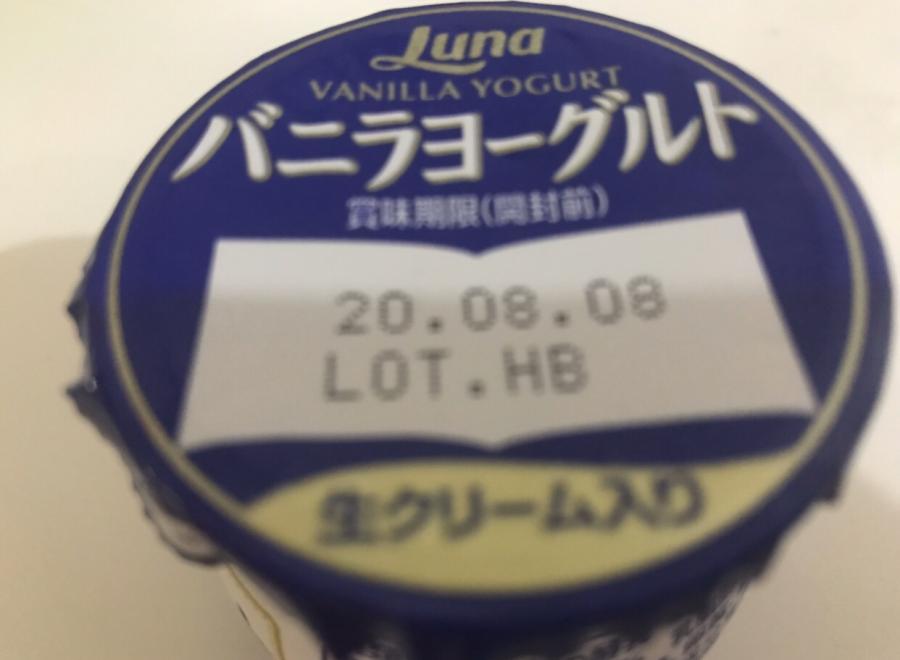 Luna
VANILLA YOGURT
バニラヨーグルト
賞味期限(開封前)
20.08.08
LOT.HB
生クリーム入り